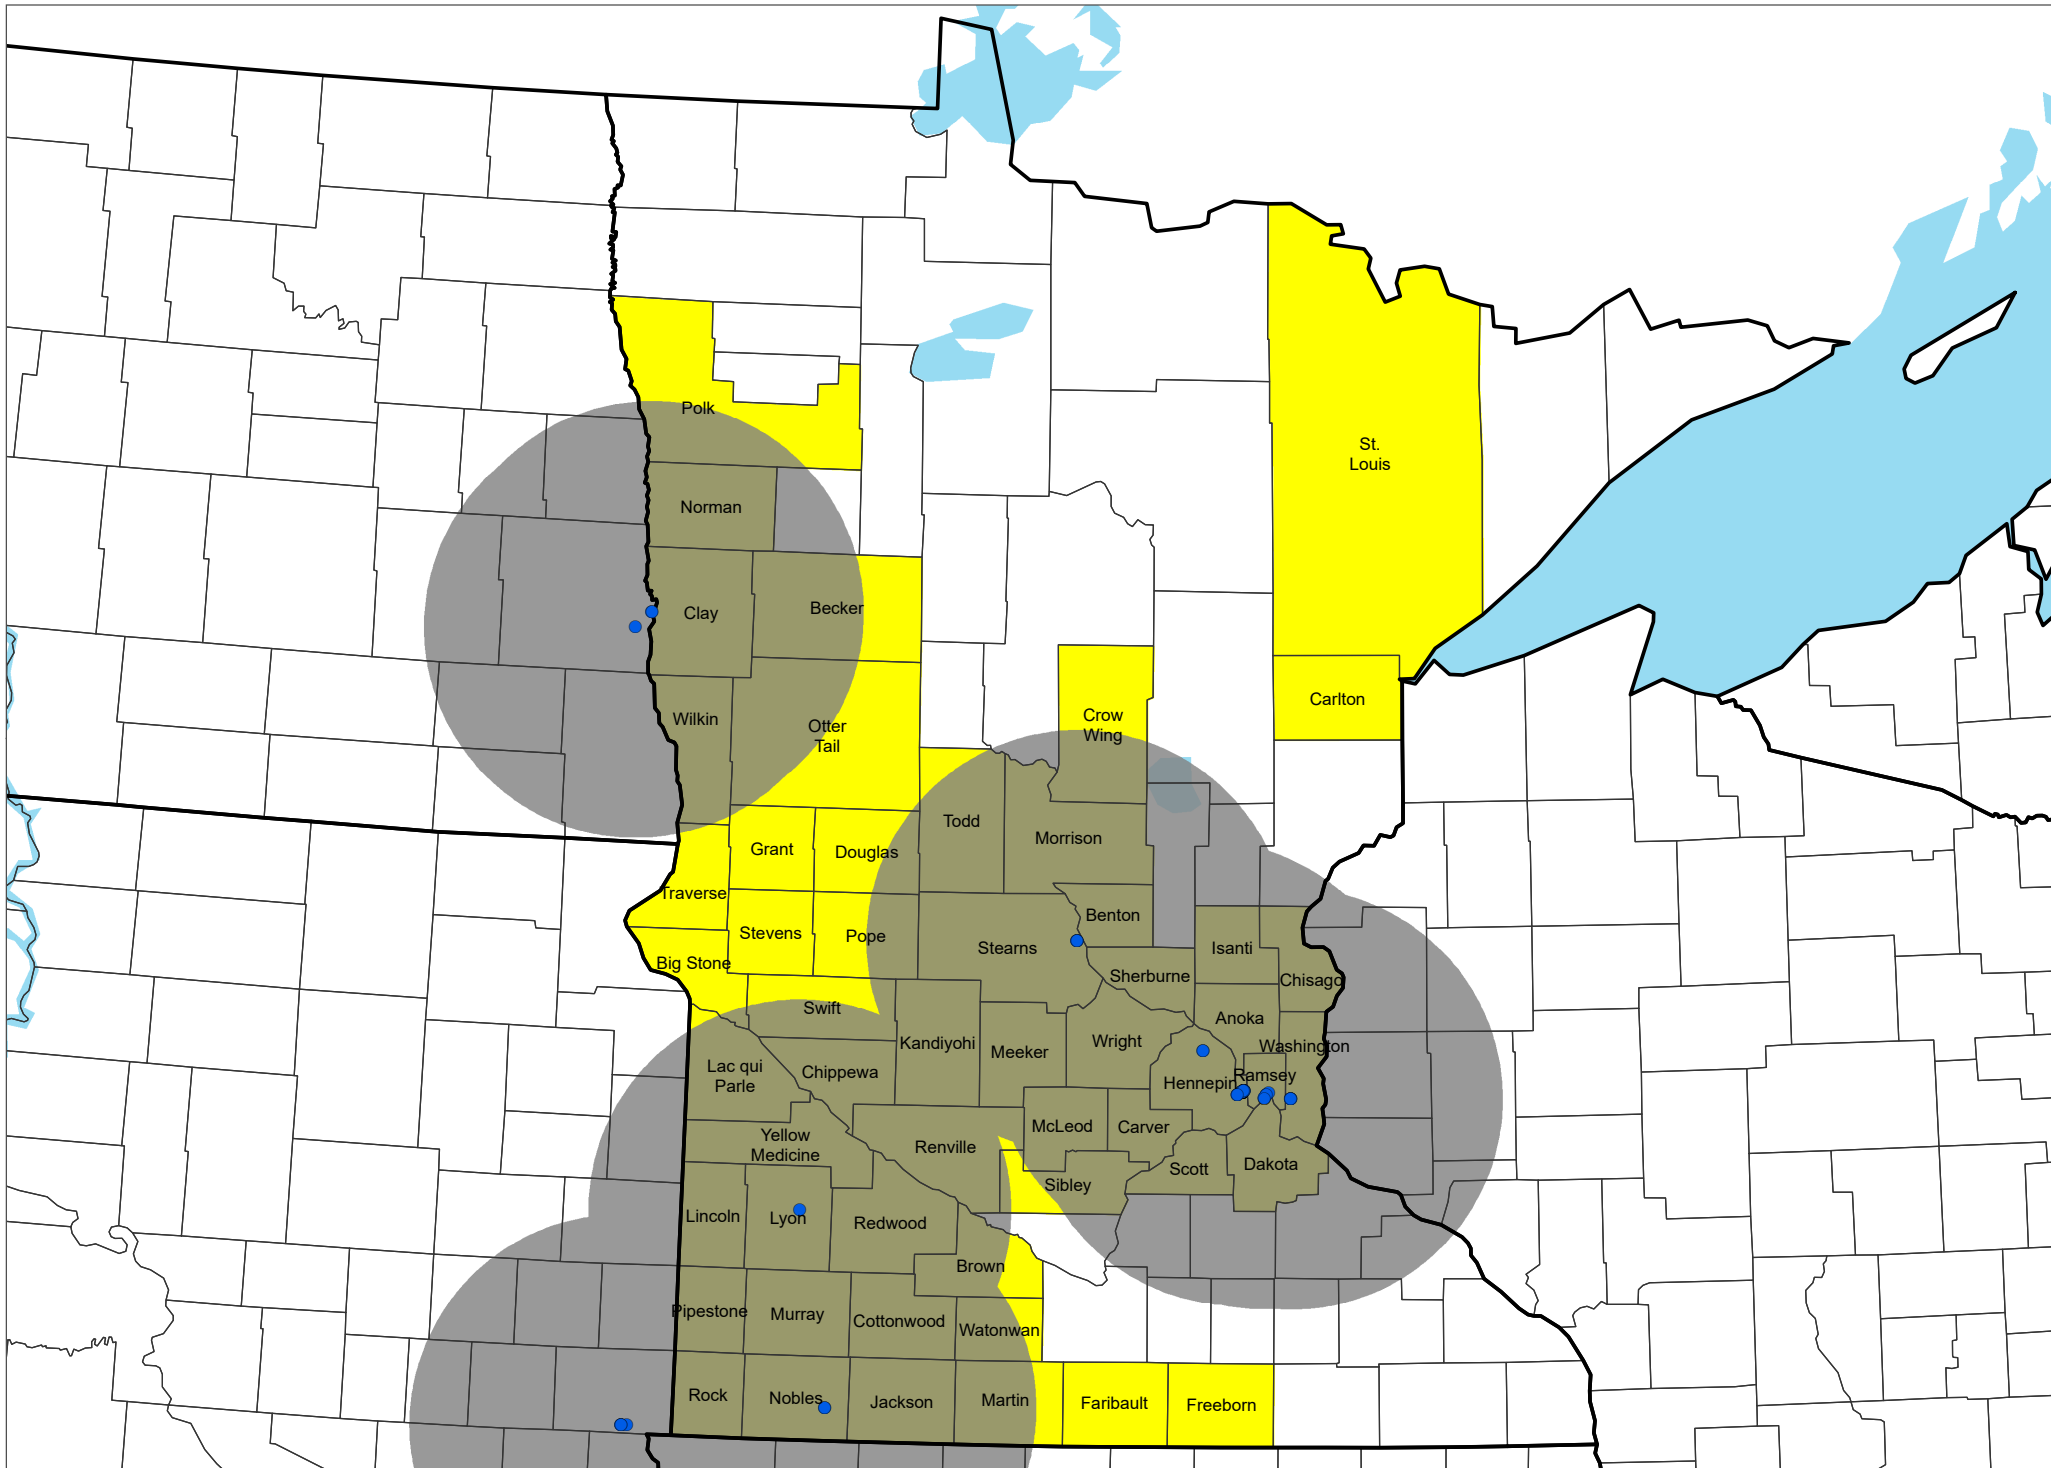 Polk
St.
Louis
Norman
Becker
Clay
Carlton
Wilkin
Crow
Wing
Otter
Tail
Todd
Morrison
Grant
Douglas
Traverse
Benton
Stevens
Pope
Stearns
Isanti
Big Stone
Sherburne
Chisago
Swift
Anoka
Kandiyohi
Meeker
Wright
Washington
Lac qui
Parle
Chippewa
Hennepin
Ramsey
McLeod
Carver
Yellow
Medicine
Renville
Scott
Dakota
Sibley
Lincoln
Lyon
Redwood
Brown
Pipestone
Murray
Cottonwood
Watonwan
Rock
Nobles
Jackson
Martin
Faribault
Freeborn